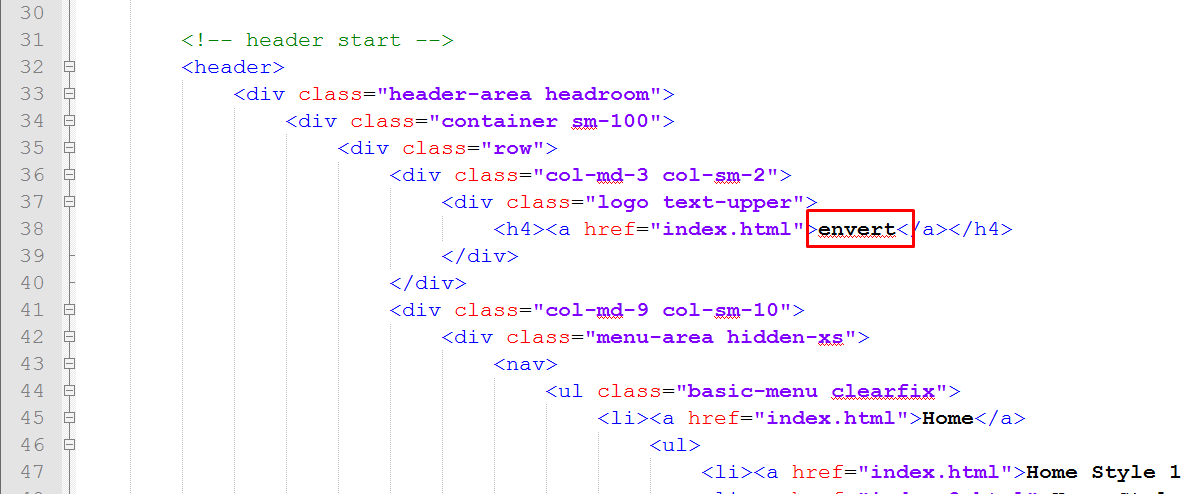 30
31 <!-- header start -->
32 <header>
33 <div class="header-area headroom">
34 <div class="container sm-100">
35 <div class="row">
36 <div class="col-md-3 col-sm-2">
37 <div class="logo text-upper">
38 <h4><a href="index.html">envert</a></h4>
39 </div>
40 </div>
41 <div class="col-md-9 col-sm-10">
42 <div class="menu-area hidden-xs">
43 <nav>
44 <ul class="basic-menu clearfix">
45 <li><a href="index.html">Home</a>
46 <ul>
47 <li><a href="index.html">Home Style 1